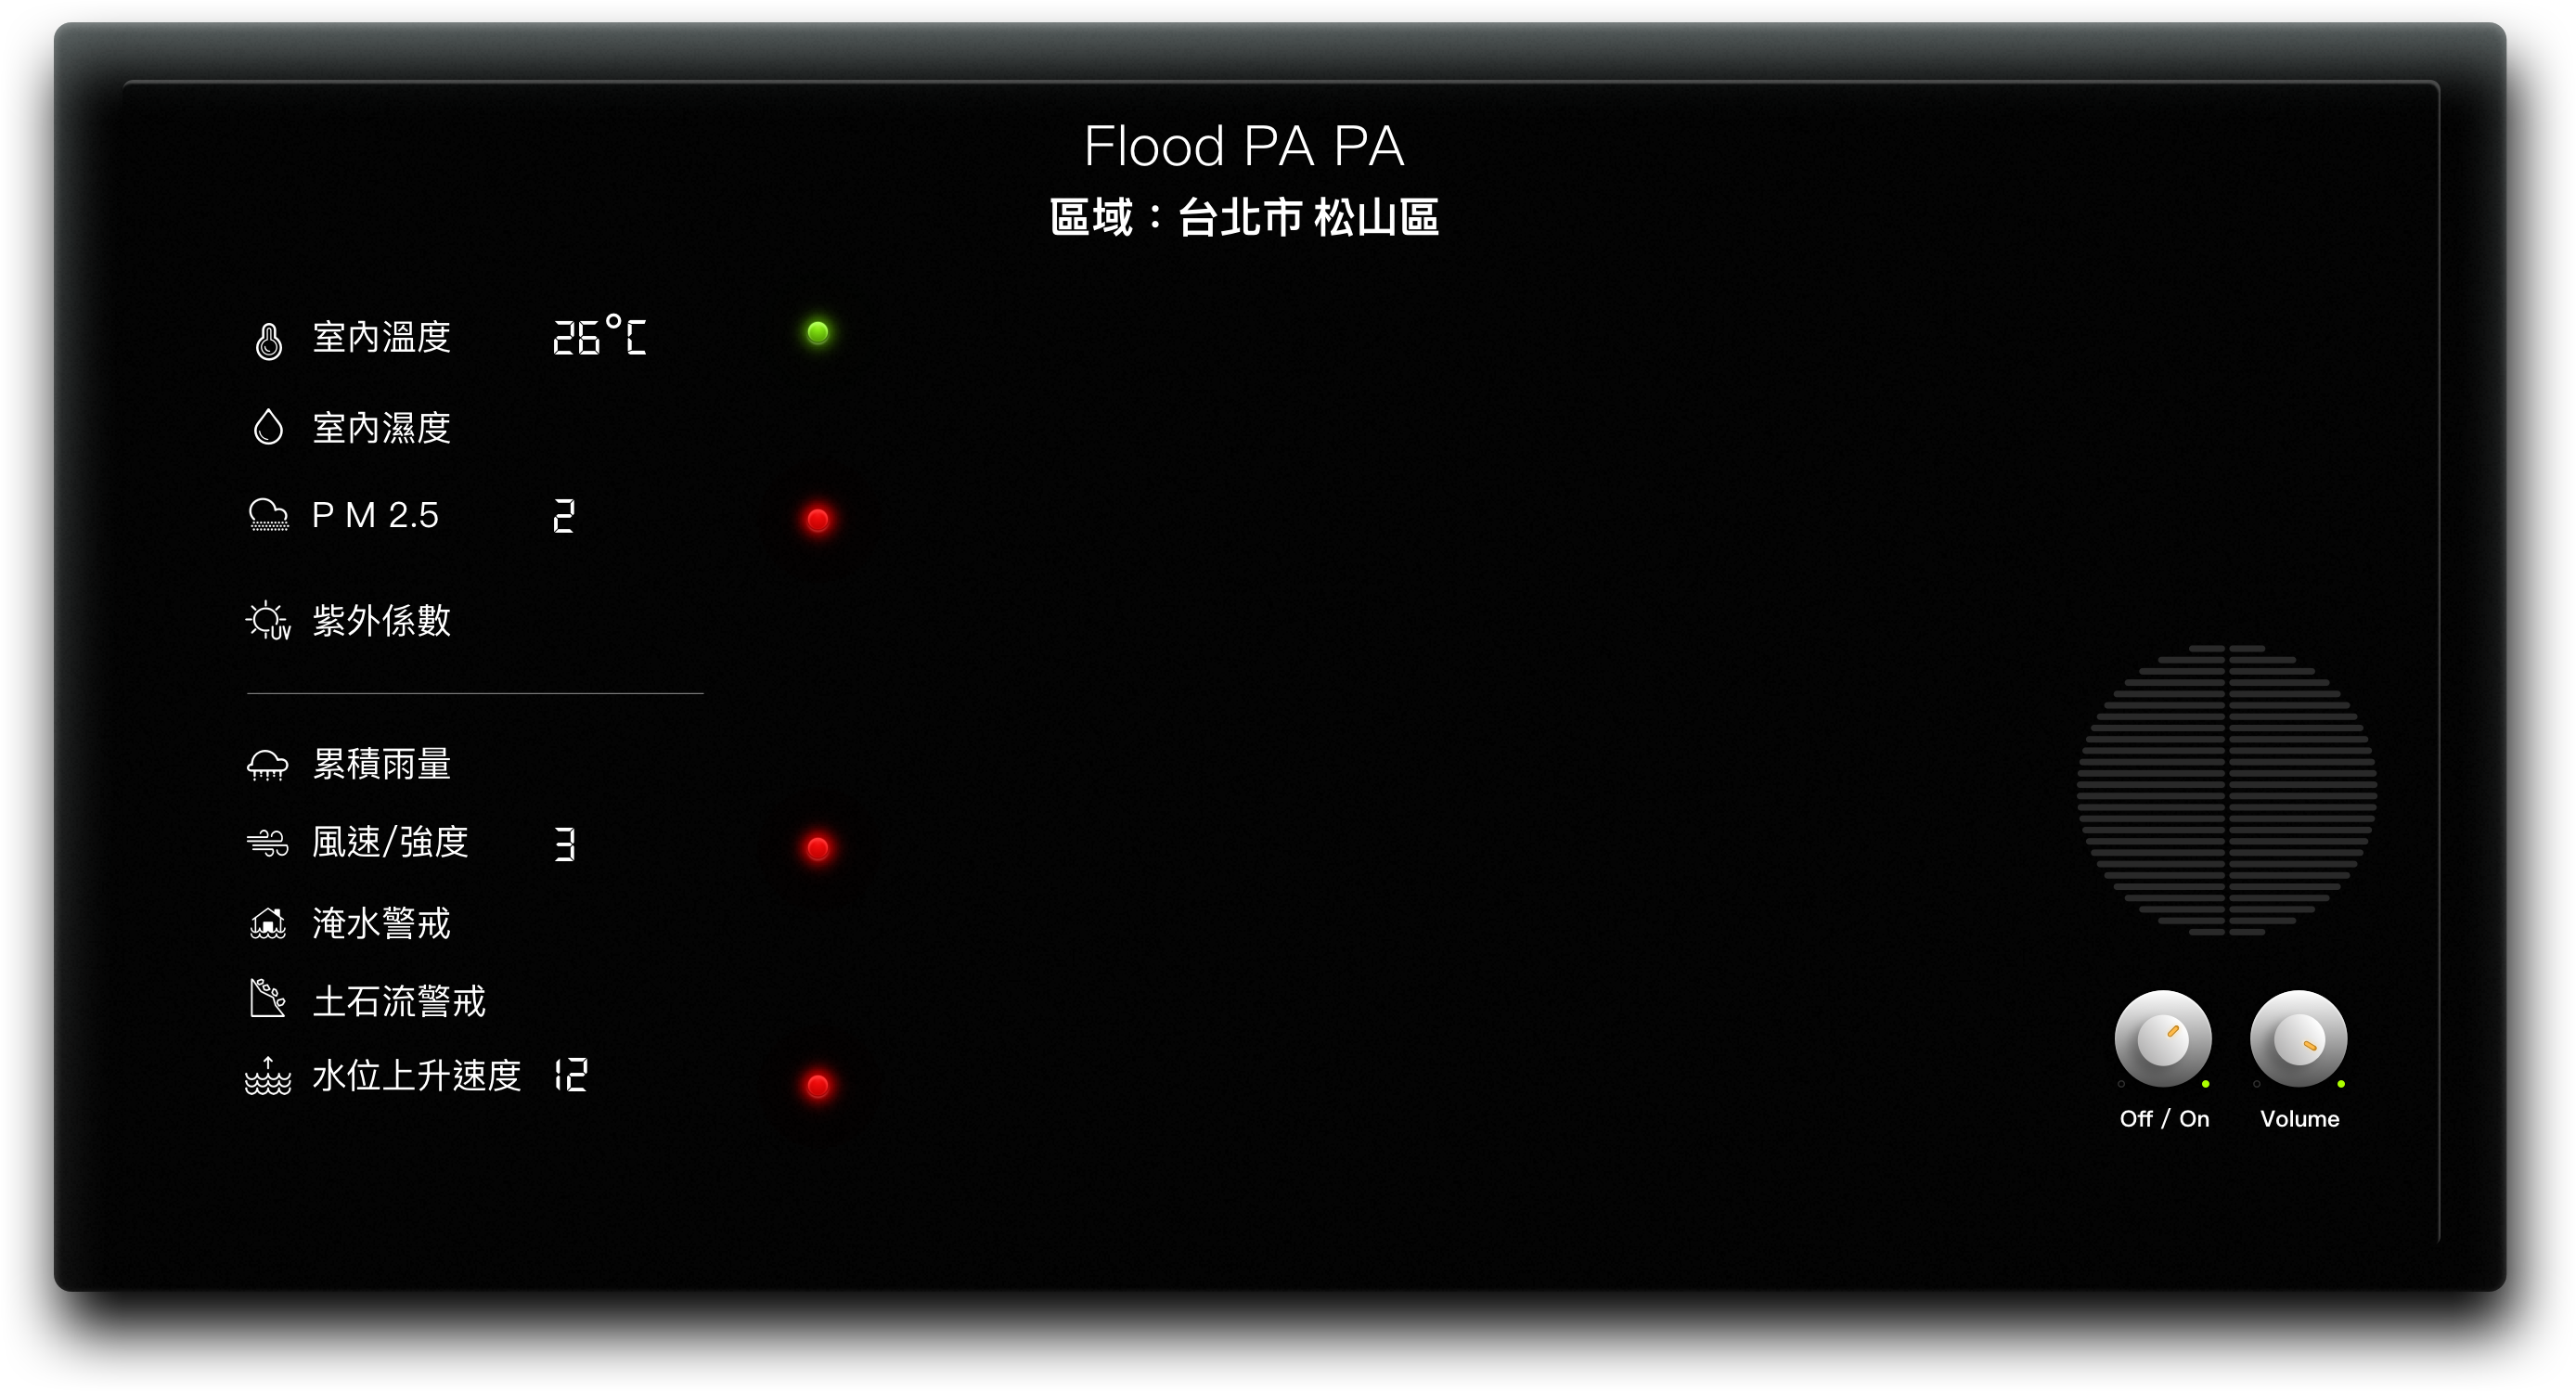 Flood PA PA
區域：台北市 松山區
室內溫度 26°C
室內濕度
P M 2.5 2
UV 紫外係數
累積雨量
風速/強度 3
淹水警戒
土石流警戒
水位上升速度 12
Off / On Volume